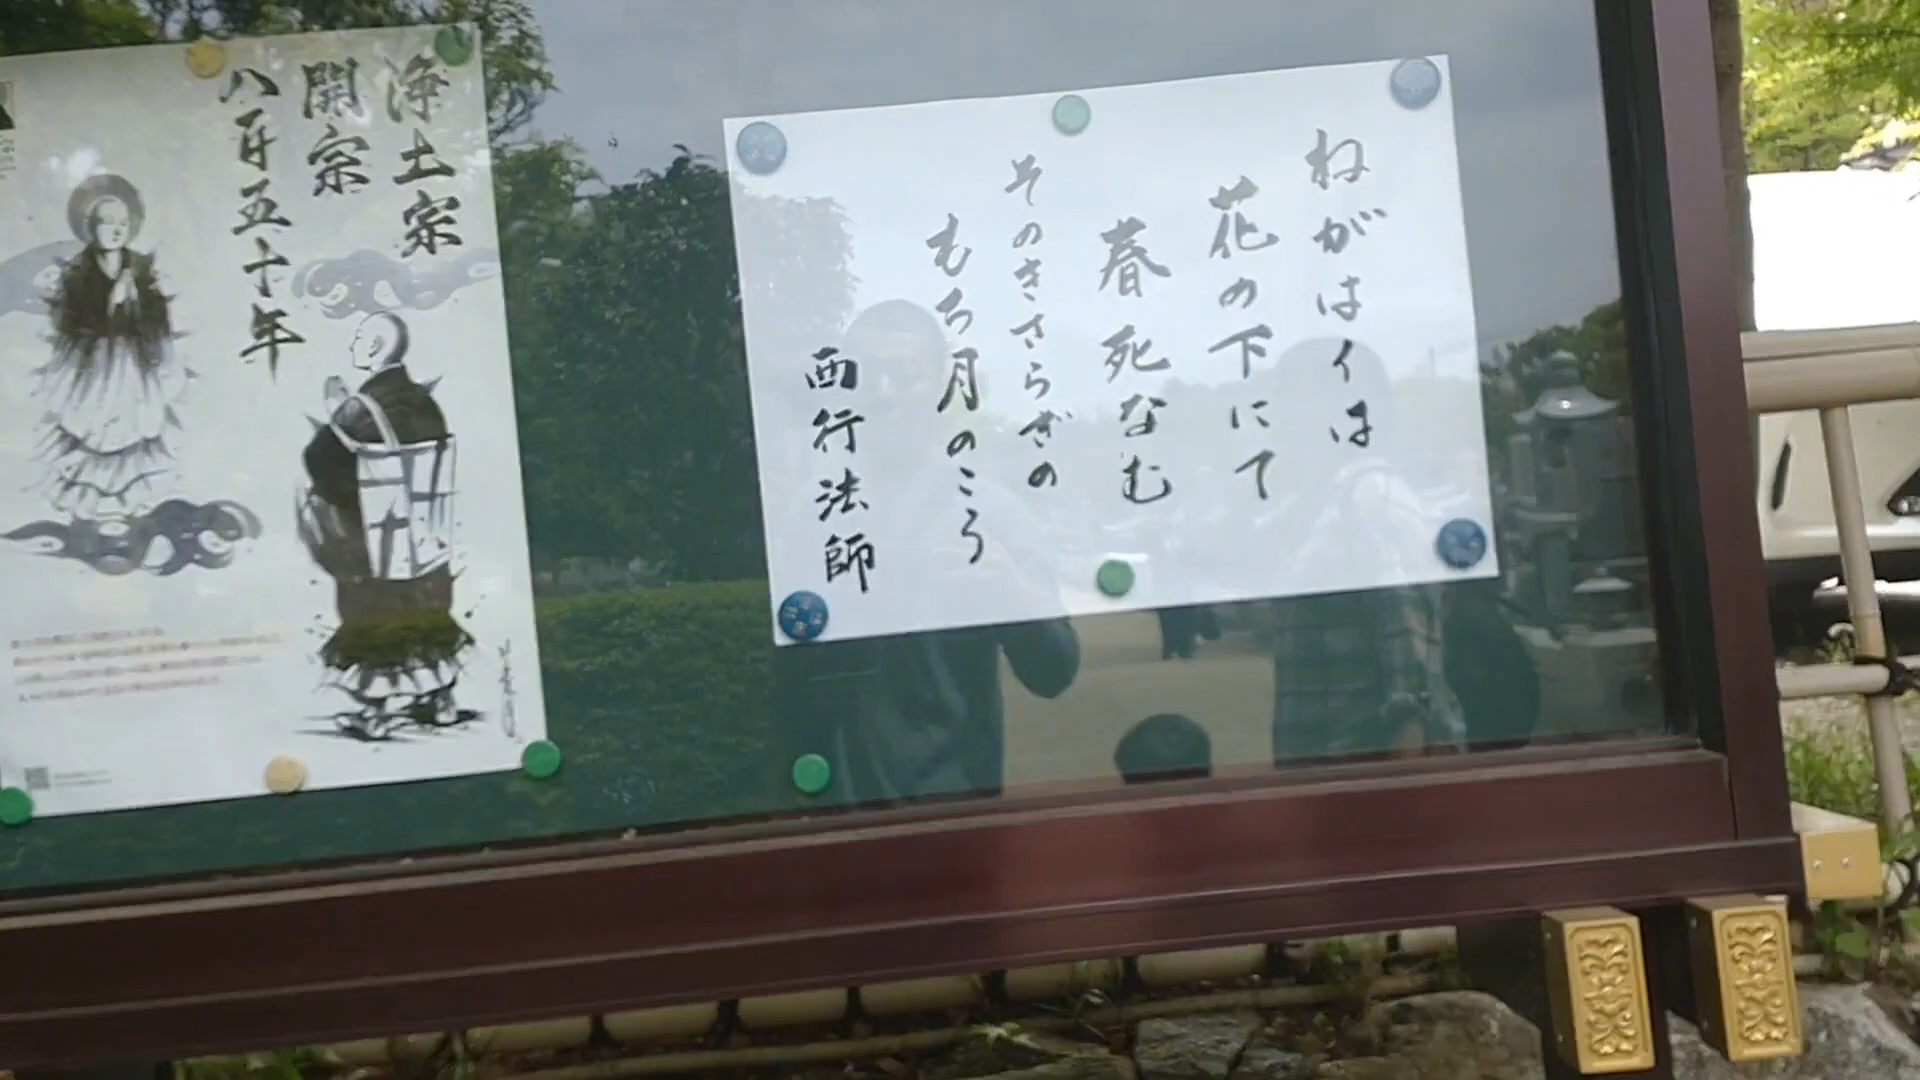 ねがはくは
花の下にて
春死なむ
そのきさらぎの
もち月のころ
西行法師
浄土宗
開宗
八百五十年